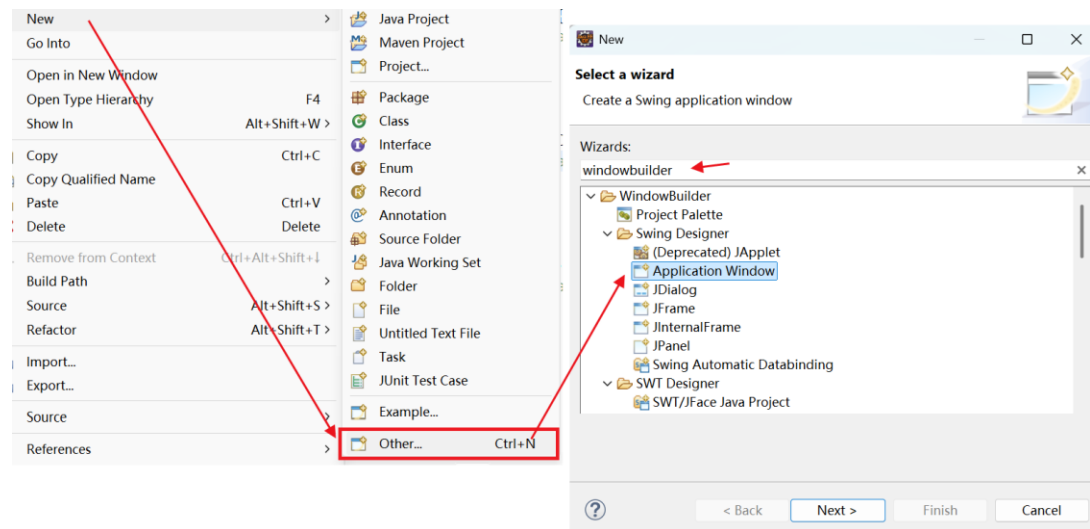 New >
Go Into
Open in New Window
Open Type Hierarchy F4
Show In Alt+Shift+W >
Copy Ctrl+C
Copy Qualified Name
Paste Ctrl+V
Delete Delete
Remove from Context Ctrl+Alt+Shift+↓
Build Path >
Source Alt+Shift+S >
Refactor Alt+Shift+T >
Import...
Export...
Source >
References >
Java Project
Maven Project
Project...
Package
Class
Interface
Enum
Record
Annotation
Source Folder
Java Working Set
Folder
File
Untitled Text File
Task
JUnit Test Case
Example...
Other... Ctrl+N
New
Select a wizard
Create a Swing application window
Wizards:
windowbuilder
WindowBuilder
Project Palette
Swing Designer
(Deprecated) JApplet
Application Window
JDialog
JFrame
JInternalFrame
JPanel
Swing Automatic Databinding
SWT Designer
SWT/JFace Java Project
? < Back Next > Finish Cancel